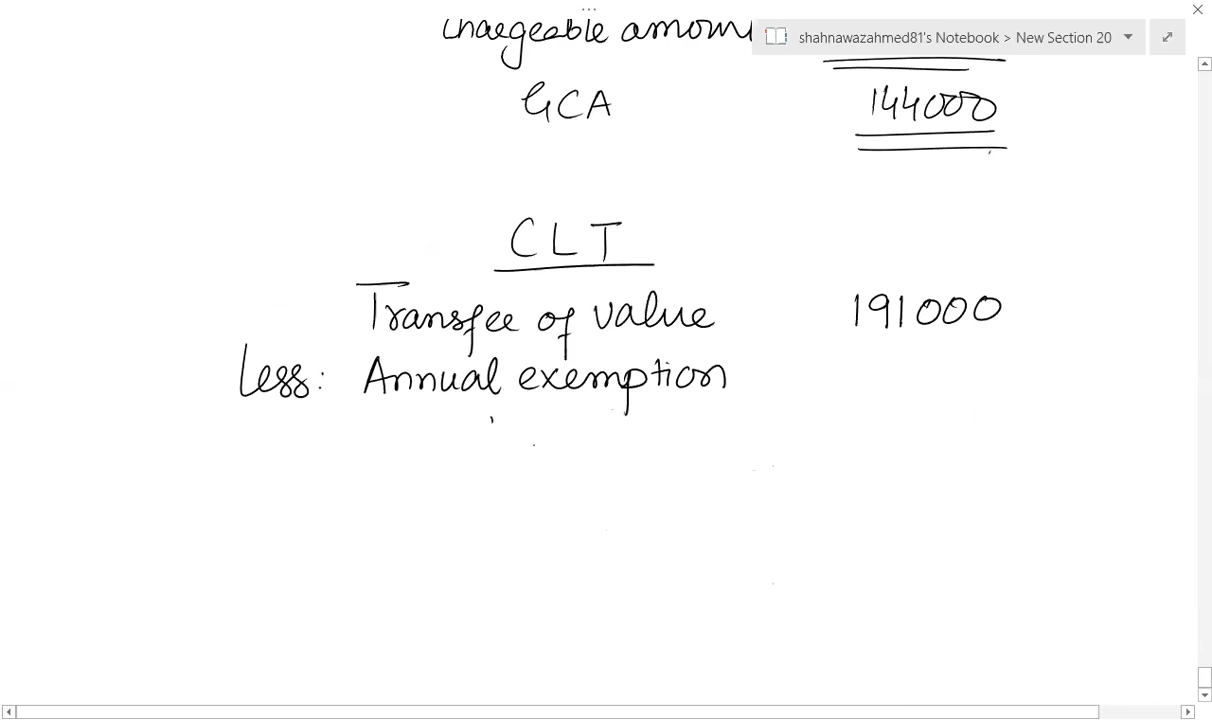 chargeable amount
shahnawazahmed81's Notebook > New Section 20
GCA 144000
CLT
Transfer of value 191000
Less: Annual exemption